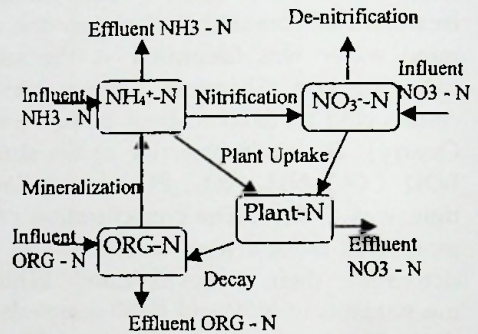 Effluent NH3 - N
De-nitrification
Influent
NH3 - N
NH₄⁺-N
Nitrification
NO₃⁻-N
Influent
NO3 - N
Plant Uptake
Mineralization
Plant-N
Influent
ORG - N
ORG-N
Decay
Effluent
NO3 - N
Effluent ORG - N